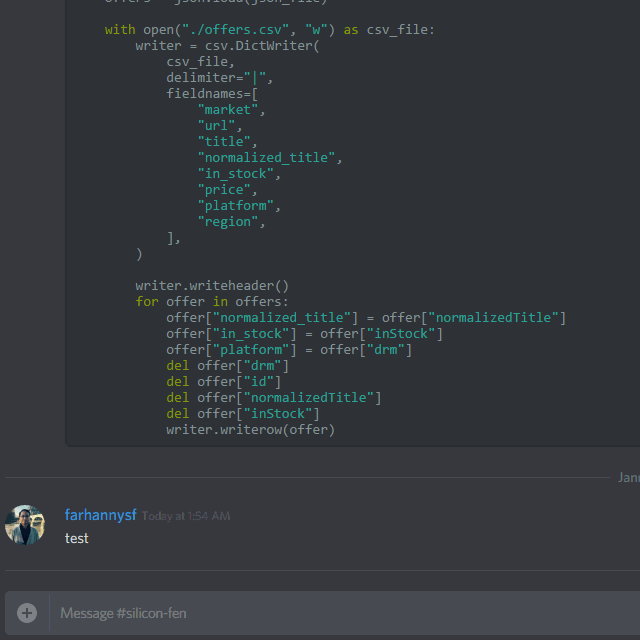 offers = json.load(json_file)
with open("./offers.csv", "w") as csv_file:
writer = csv.DictWriter(
csv_file,
delimiter="|",
fieldnames=[
"market",
"url",
"title",
"normalized_title",
"in_stock",
"price",
"platform",
"region",
],
)
writer.writeheader()
for offer in offers:
offer["normalized_title"] = offer["normalizedTitle"]
offer["in_stock"] = offer["inStock"]
offer["platform"] = offer["drm"]
del offer["drm"]
del offer["id"]
del offer["normalizedTitle"]
del offer["inStock"]
writer.writerow(offer)
Janu
farhannysf Today at 1:54 AM
test
Message #silicon-fen